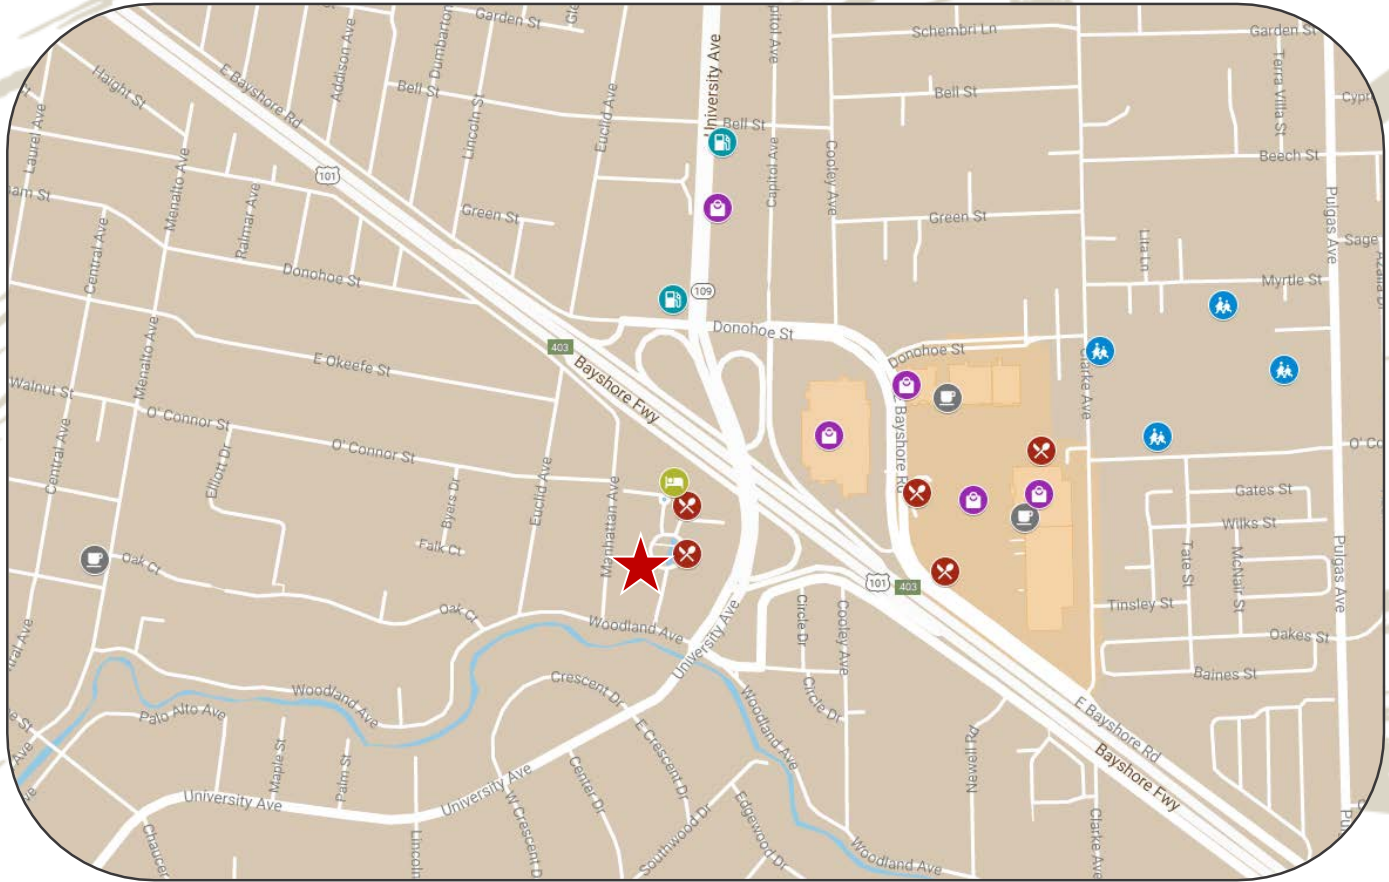 Garden St
University Ave
Schembri Ln
Garden St
Haight St
E Bayshore Rd
Addison Ave
Dumbarton
Bell St
Lincoln St
Euclid Ave
Bell St
Bell St
Terra Villa St
Laurel Ave
Menalto Ave
101
Capitol Ave
Cooley Ave
Beech St
Pulgas Ave
Ralmar Ave
Green St
Green St
Central Ave
Donohoe St
109
Lita Ln
Sage
Myrtle St
Donohoe St
403
Menalto Ave
E Okeefe St
Bayshore Fwy
Donohoe St
Clarke Ave
Walnut St
O' Connor St
O' Connor St
E Bayshore Rd
Central Ave
Elliott Dr
Byers Dr
Euclid Ave
Manhattan Ave
Gates St
Wilks St
Falk Ct
Oak Ct
Tate St
McNair St
Pulgas Ave
101
403
Oak Ct
Woodland Ave
University Ave
Circle Dr
Cooley Ave
Tinsley St
Oakes St
Baines St
Woodland Ave
Palo Alto Ave
Crescent Dr
Circle Dr
E Crescent Dr
Woodland Ave
Newell Rd
E Bayshore Rd
Bayshore Fwy
Maple St
Palm St
University Ave
University Ave
Center Dr
W Crescent D
Southwood Dr
Edgewood Dr
Chaucer
Lincoln
Woodland Ave
Clarke Ave